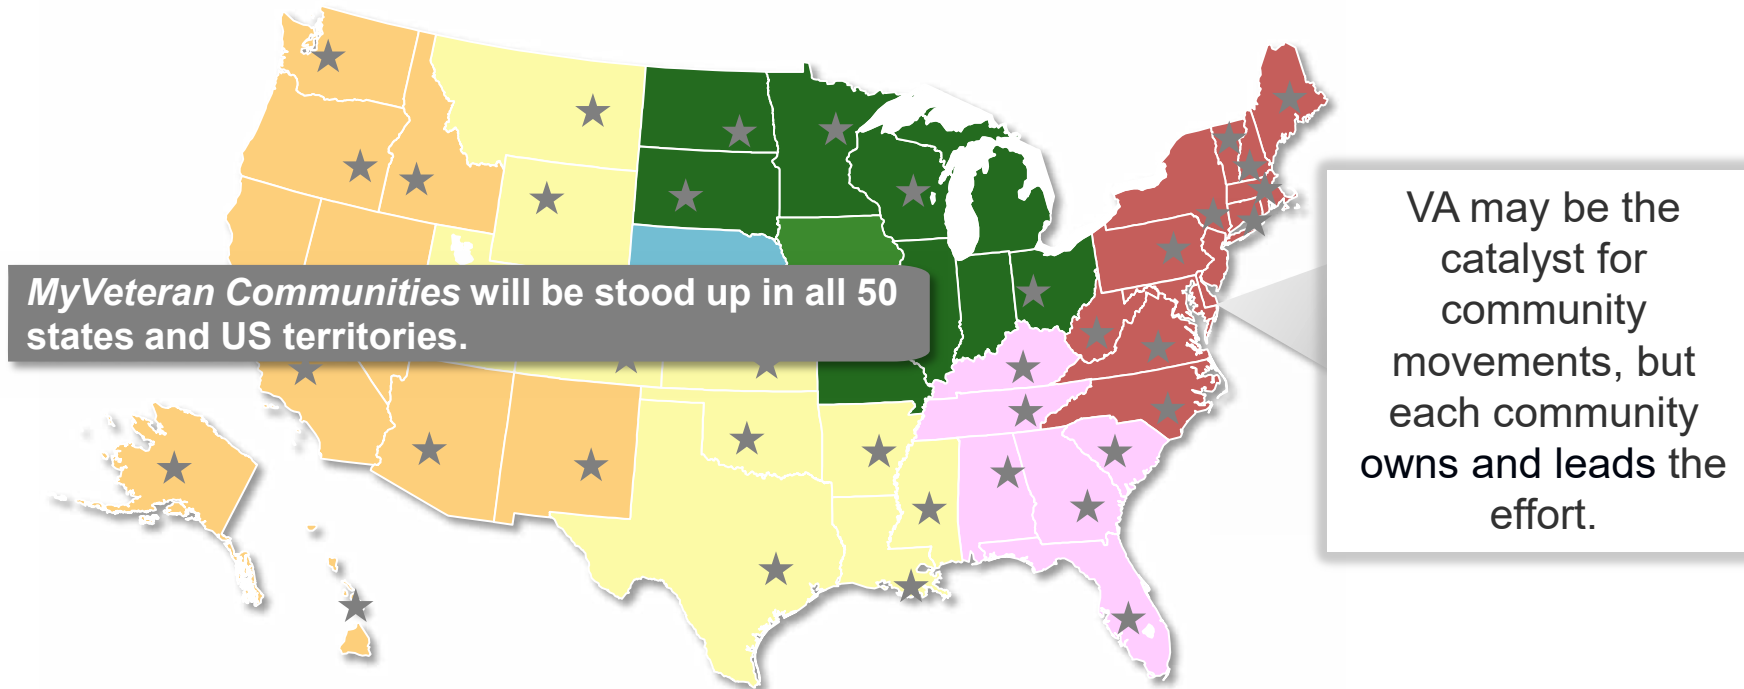 MyVeteran Communities will be stood up in all 50
states and US territories.
VA may be the
catalyst for
community
movements, but
each community
owns and leads the
effort.